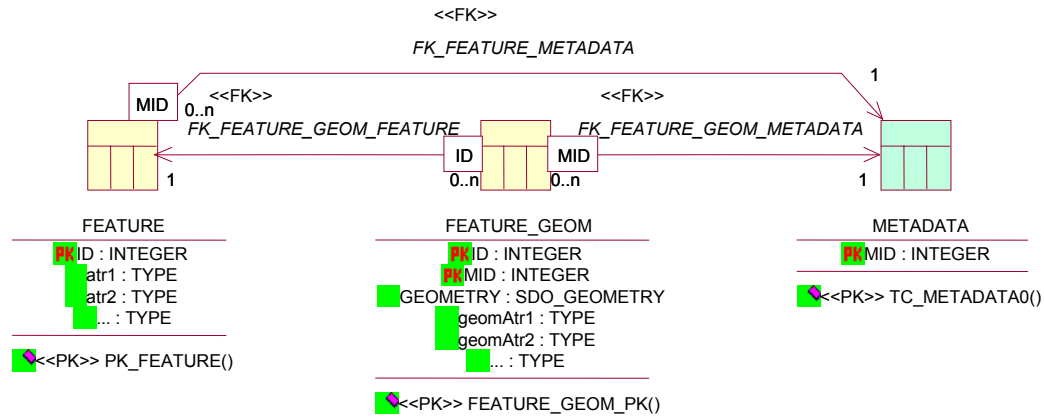 <<FK>>
FK_FEATURE_METADATA
1
MID
0..n
<<FK>>
<<FK>>
FK_FEATURE_GEOM_FEATURE
FK_FEATURE_GEOM_METADATA
ID
MID
1
0..n
0..n
1
FEATURE
PK ID : INTEGER
atr1 : TYPE
atr2 : TYPE
... : TYPE
<<PK>> PK_FEATURE()
FEATURE_GEOM
PK ID : INTEGER
PK MID : INTEGER
GEOMETRY : SDO_GEOMETRY
geomAtr1 : TYPE
geomAtr2 : TYPE
... : TYPE
<<PK>> FEATURE_GEOM_PK()
METADATA
PK MID : INTEGER
<<PK>> TC_METADATA0()